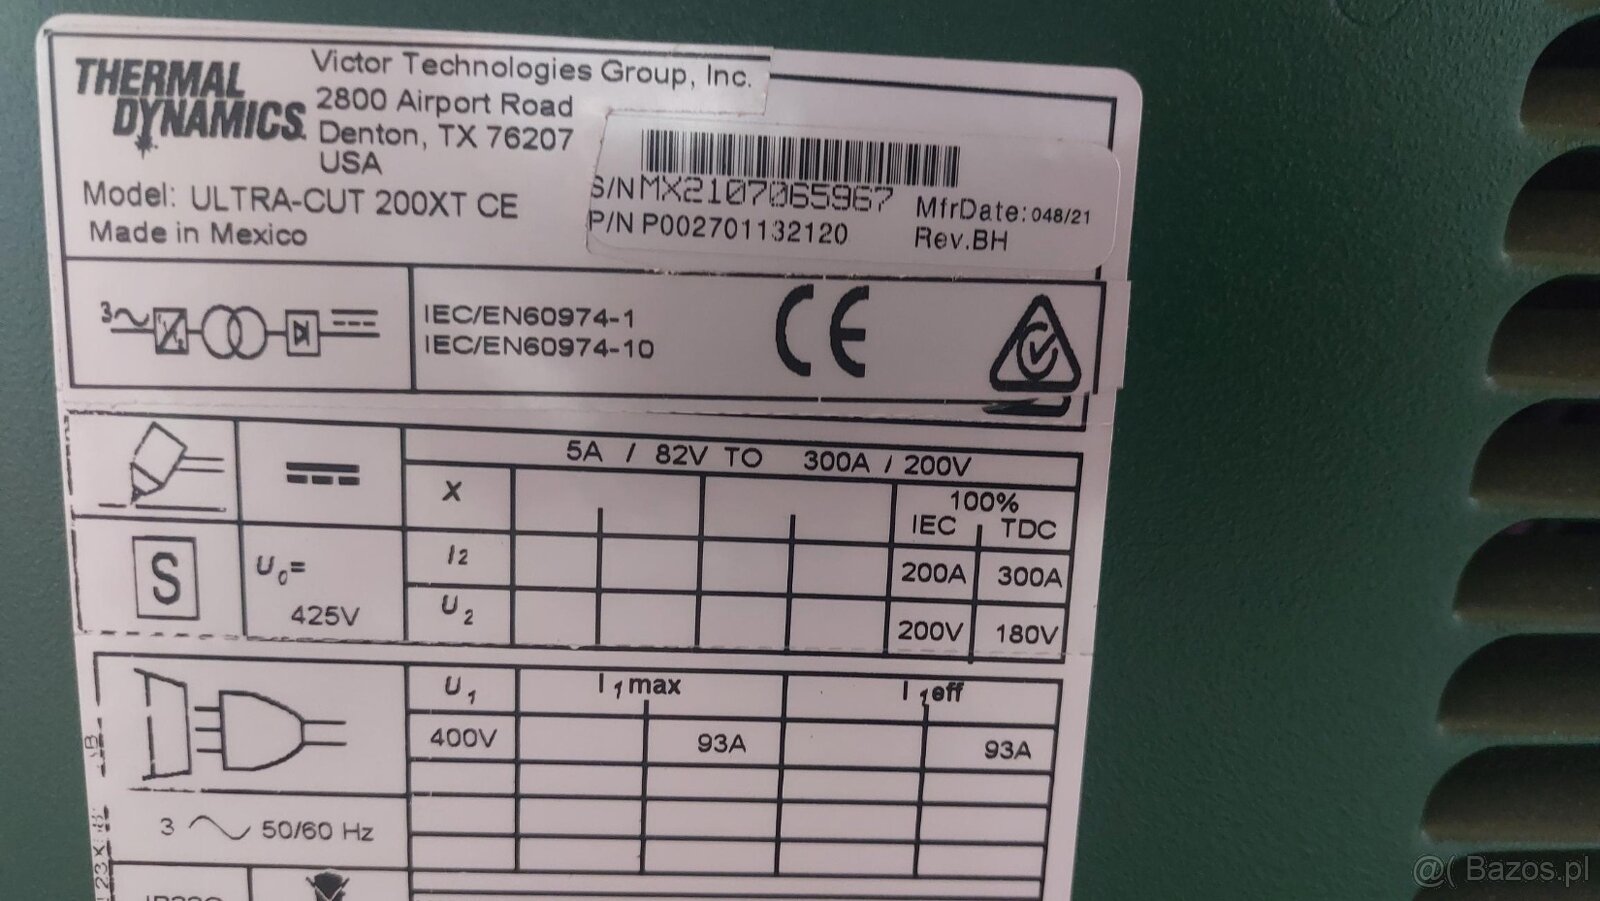 THERMAL
DYNAMICS
Victor Technologies Group, Inc.
2800 Airport Road
Denton, TX 76207
USA
Model: ULTRA-CUT 200XT CE
Made in Mexico
S/N MX2107065967
P/N P002701132120
MfrDate: 048/21
Rev.BH
3
IEC/EN60974-1
IEC/EN60974-10
CE
5A / 82V TO 300A / 200V
X
100%
IEC TDC
S
U0=
425V
I2
200A 300A
U2
200V 180V
U1
I1max
I1eff
400V
93A
93A
3 50/60 Hz
@( Bazos.pl